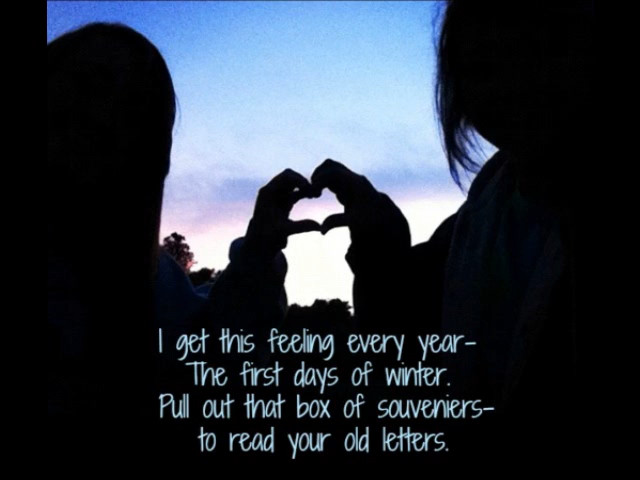 I get this feeling every year-
The first days of winter.
Pull out that box of souveniers-
to read your old letters.